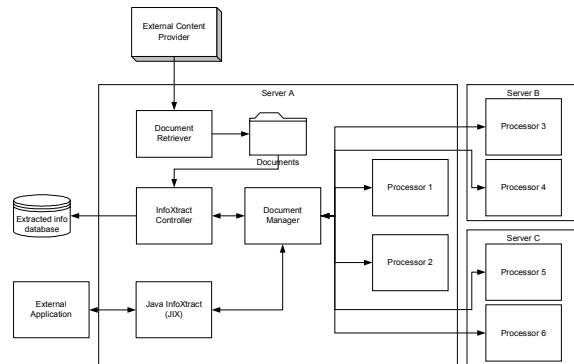 External Content
Provider
Server A
Server B
Document
Retriever
Documents
Processor 3
Processor 4
Processor 1
Extracted info
database
InfoXtract
Controller
Document
Manager
Processor 2
Server C
Processor 5
External
Application
Java InfoXtract
(JIX)
Processor 6